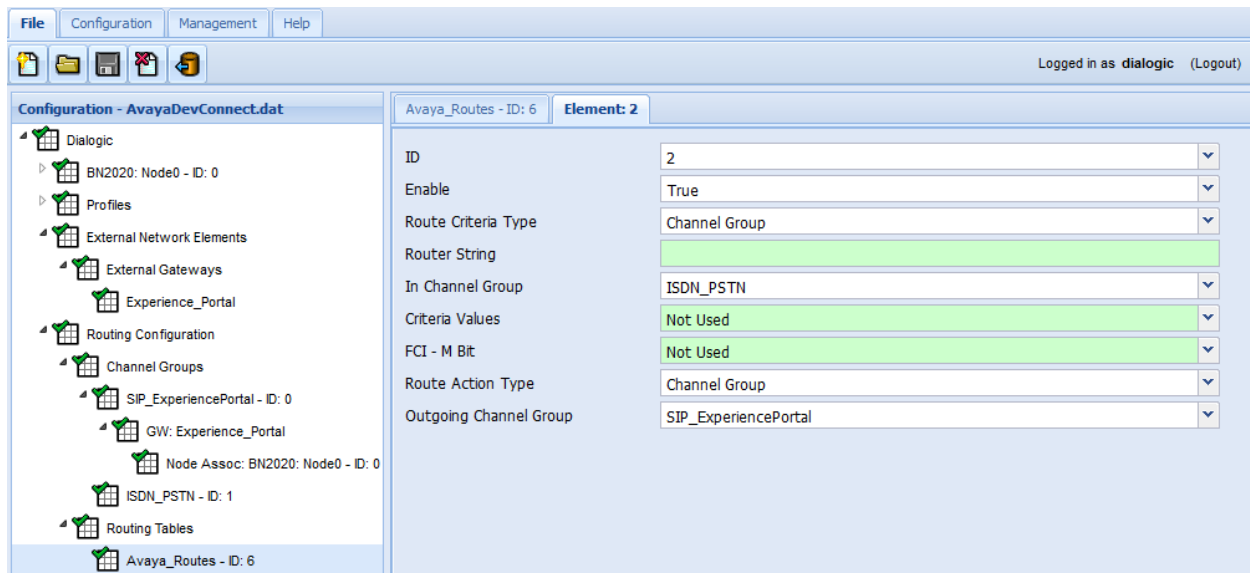 File Configuration Management Help
Logged in as dialogic (Logout)
Configuration - AvayaDevConnect.dat
Dialogic
BN2020: Node0 - ID: 0
Profiles
External Network Elements
External Gateways
Experience_Portal
Routing Configuration
Channel Groups
SIP_ExperiencePortal - ID: 0
GW: Experience_Portal
Node Assoc: BN2020: Node0 - ID: 0
ISDN_PSTN - ID: 1
Routing Tables
Avaya_Routes - ID: 6
Avaya_Routes - ID: 6 Element: 2
ID 2
Enable True
Route Criteria Type Channel Group
Router String
In Channel Group ISDN_PSTN
Criteria Values Not Used
FCI - M Bit Not Used
Route Action Type Channel Group
Outgoing Channel Group SIP_ExperiencePortal